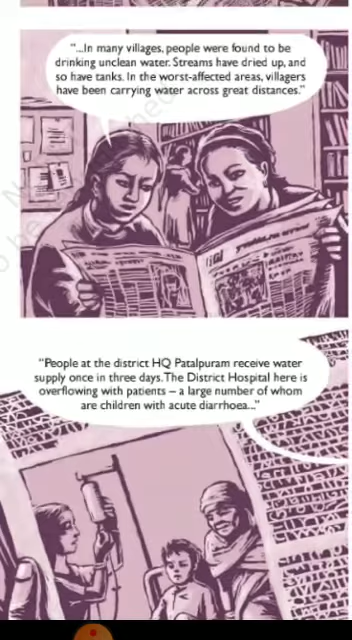 "...In many villages, people were found to be
drinking unclean water. Streams have dried up, and
so have tanks. In the worst-affected areas, villagers
have been carrying water across great distances."
"People at the district HQ Patalpuram receive water
supply once in three days. The District Hospital here is
overflowing with patients – a large number of whom
are children with acute diarrhoea..."